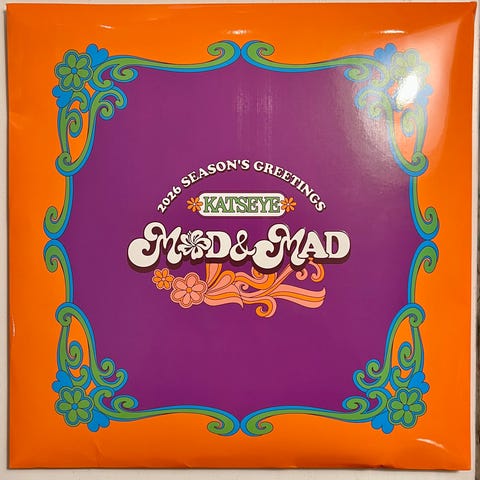 2026 SEASON'S GREETINGS
KATSEYE
MOD & MAD